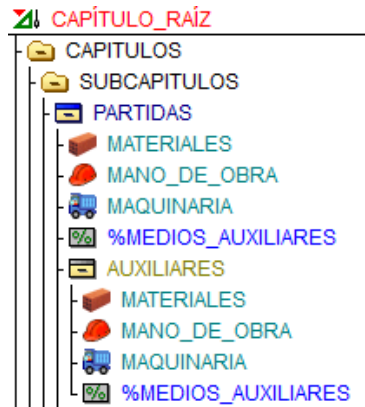 CAPÍTULO_RAÍZ
CAPITULOS
SUBCAPITULOS
PARTIDAS
MATERIALES
MANO_DE_OBRA
MAQUINARIA
%MEDIOS_AUXILIARES
AUXILIARES
MATERIALES
MANO_DE_OBRA
MAQUINARIA
%MEDIOS_AUXILIARES